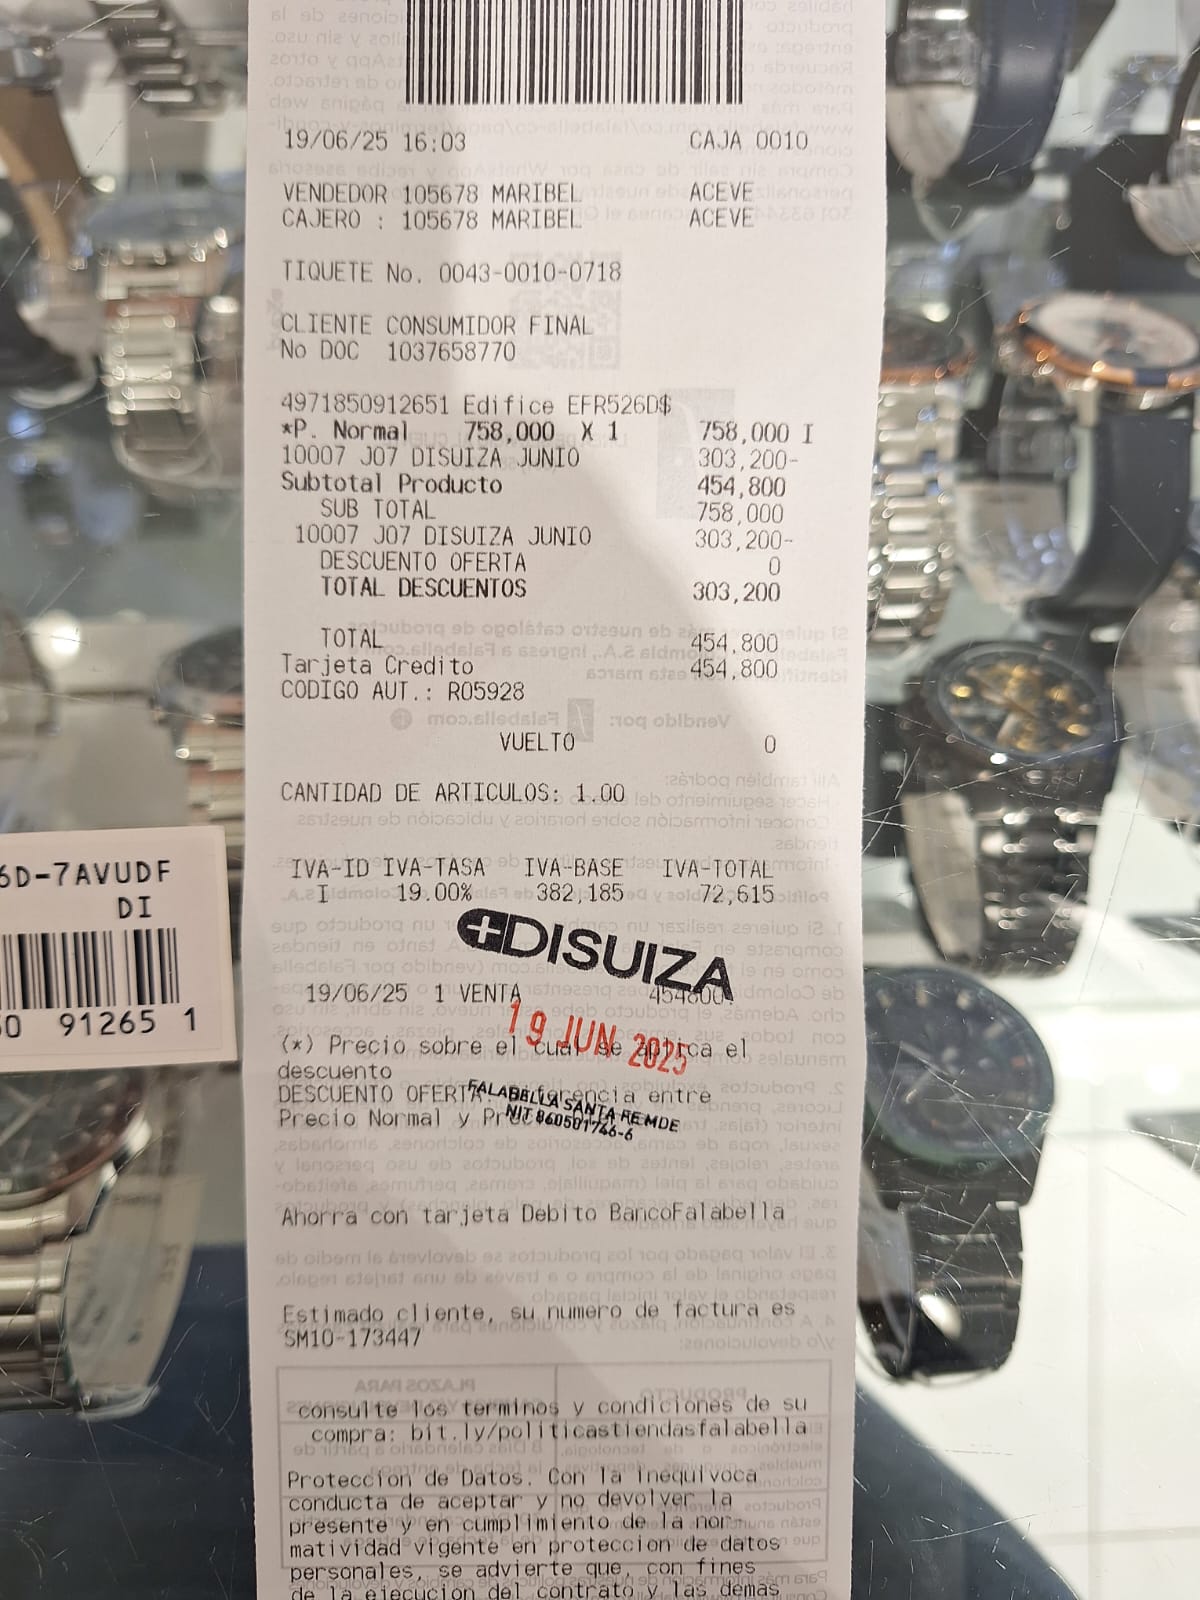 19/06/25 16:03 CAJA 0010
VENDEDOR 105678 MARIBEL ACEVE
CAJERO : 105678 MARIBEL ACEVE
TIQUETE No. 0043-0010-0718
CLIENTE CONSUMIDOR FINAL
No DOC 1037658770
4971850912651 Edifice EFR526D$
*P. Normal 758,000 X 1 758,000 I
10007 J07 DISUIZA JUNIO 303,200-
Subtotal Producto 454,800
SUB TOTAL 758,000
10007 J07 DISUIZA JUNIO 303,200-
DESCUENTO OFERTA 0
TOTAL DESCUENTOS 303,200
TOTAL 454,800
Tarjeta Credito 454,800
CODIGO AUT.: R05928
VUELTO 0
CANTIDAD DE ARTICULOS: 1.00
IVA-ID IVA-TASA IVA-BASE IVA-TOTAL
I 19.00% 382,185 72,615
DISUIZA
19/06/25 1 VENTA 454800
19 JUN 2025
(*) Precio sobre el cual se aplica el
descuento
DESCUENTO OFERTA: entre
Precio Normal y
FALABELLA SANTA FE MDE
NIT 860501746-6
Ahorra con tarjeta Debito BancoFalabella
Estimado cliente, su numero de factura es
SM10-173447
consulte los terminos y condiciones de su
compra: bit.ly/politicastiendasfalabella
Proteccion de Datos. Con la inequivoca
conducta de aceptar y no devolver la
presente y en cumplimiento de la nor-
matividad vigente en proteccion de datos
personales, se advierte que, con fines
de la ejecucion del contrato y las demas
6D-7AVUDF
DI
0 91265 1